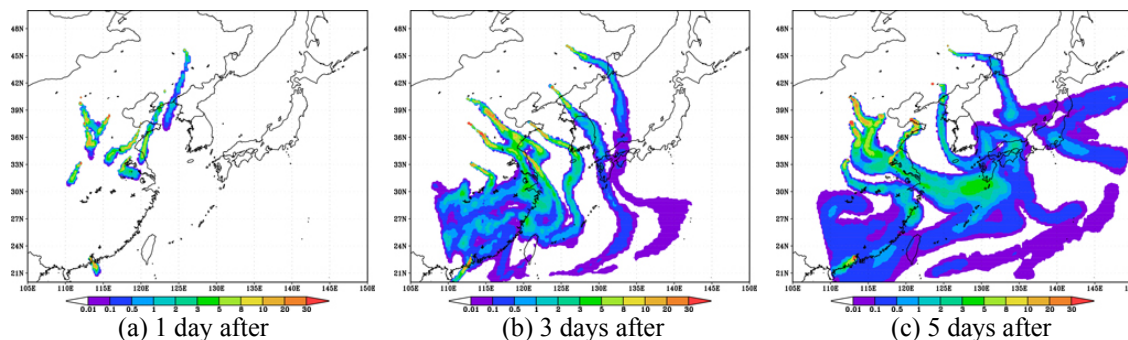 48N 48N 48N
45N 45N 45N
42N 42N 42N
39N 39N 39N
36N 36N 36N
33N 33N 33N
30N 30N 30N
27N 27N 27N
24N 24N 24N
21N 21N 21N
105E 110E 115E 120E 125E 130E 135E 140E 145E 150E 105E 110E 115E 120E 125E 130E 135E 140E 145E 150E 105E 110E 115E 120E 125E 130E 135E 140E 145E 150E
0.01 0.1 0.5 1 2 3 5 8 10 20 30 0.01 0.1 0.5 1 2 3 5 8 10 20 30 0.01 0.1 0.5 1 2 3 5 8 10 20 30
(a) 1 day after (b) 3 days after (c) 5 days after